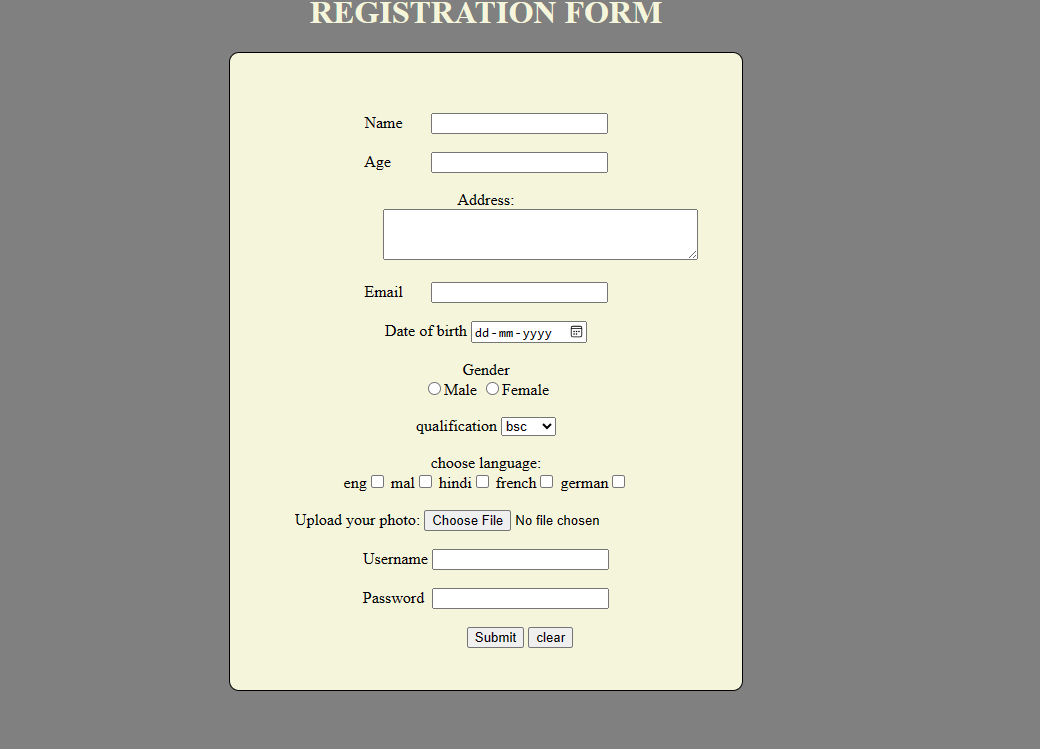 REGISTRATION FORM
Name
Age
Address:
Email
Date of birth dd-mm-yyyy
Gender
Male Female
qualification bsc
choose language:
eng mal hindi french german
Upload your photo: Choose File No file chosen
Username
Password
Submit clear